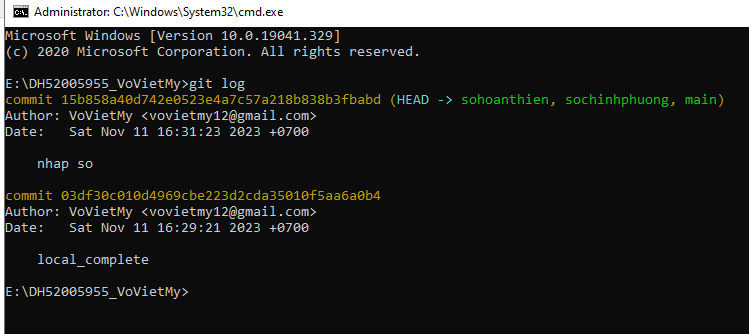 Administrator: C:\Windows\System32\cmd.exe
Microsoft Windows [Version 10.0.19041.329]
(c) 2020 Microsoft Corporation. All rights reserved.
E:\DH52005955_VoVietMy>git log
commit 15b858a40d742e0523e4a7c57a218b838b3fbabd (HEAD -> sohoanthien, sochinhphuong, main)
Author: VoVietMy <vovietmy12@gmail.com>
Date:   Sat Nov 11 16:31:23 2023 +0700
nhap so
commit 03df30c010d4969cbe223d2cda35010f5aa6a0b4
Author: VoVietMy <vovietmy12@gmail.com>
Date:   Sat Nov 11 16:29:21 2023 +0700
local_complete
E:\DH52005955_VoVietMy>